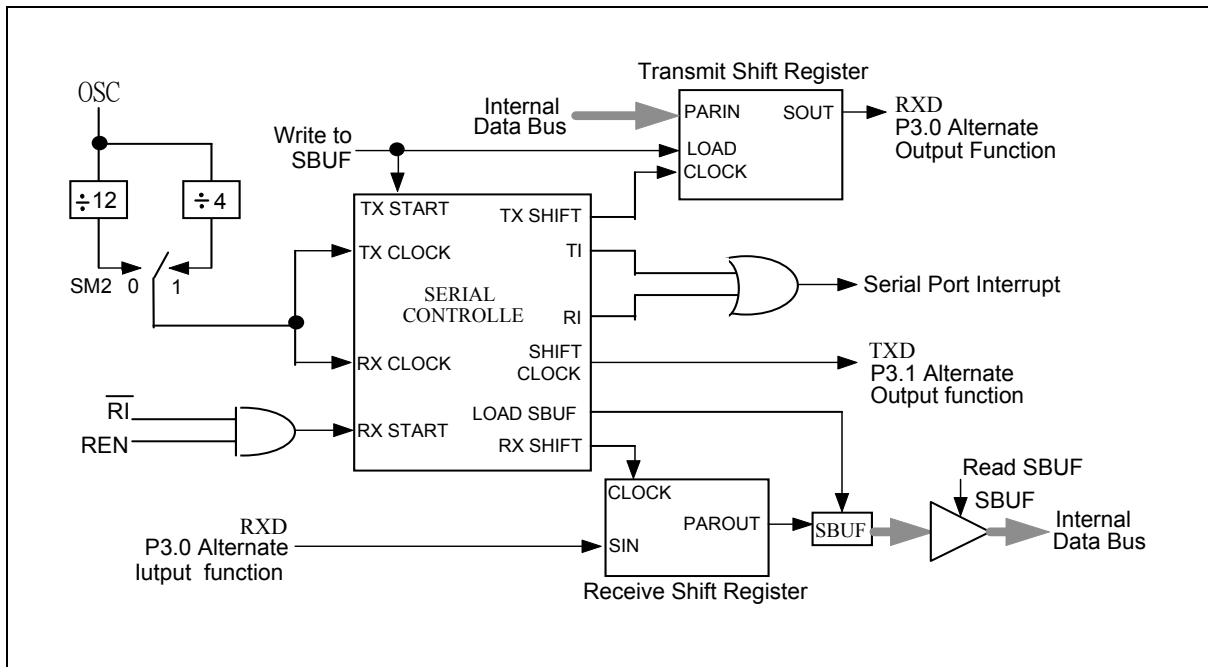 Transmit Shift Register
OSC
Internal
Data Bus
PARIN
SOUT
RXD
P3.0 Alternate
Output Function
Write to
SBUF
LOAD
CLOCK
÷12
÷4
TX START
TX SHIFT
TX CLOCK
TI
SM2 0 1
SERIAL
CONTROLLE
Serial Port Interrupt
RI
RX CLOCK
SHIFT
CLOCK
TXD
P3.1 Alternate
Output function
R̅I̅
REN
LOAD SBUF
RX START
RX SHIFT
Read SBUF
CLOCK
SBUF
PAROUT
SBUF
Internal
Data Bus
RXD
P3.0 Alternate
Iutput function
SIN
Receive Shift Register